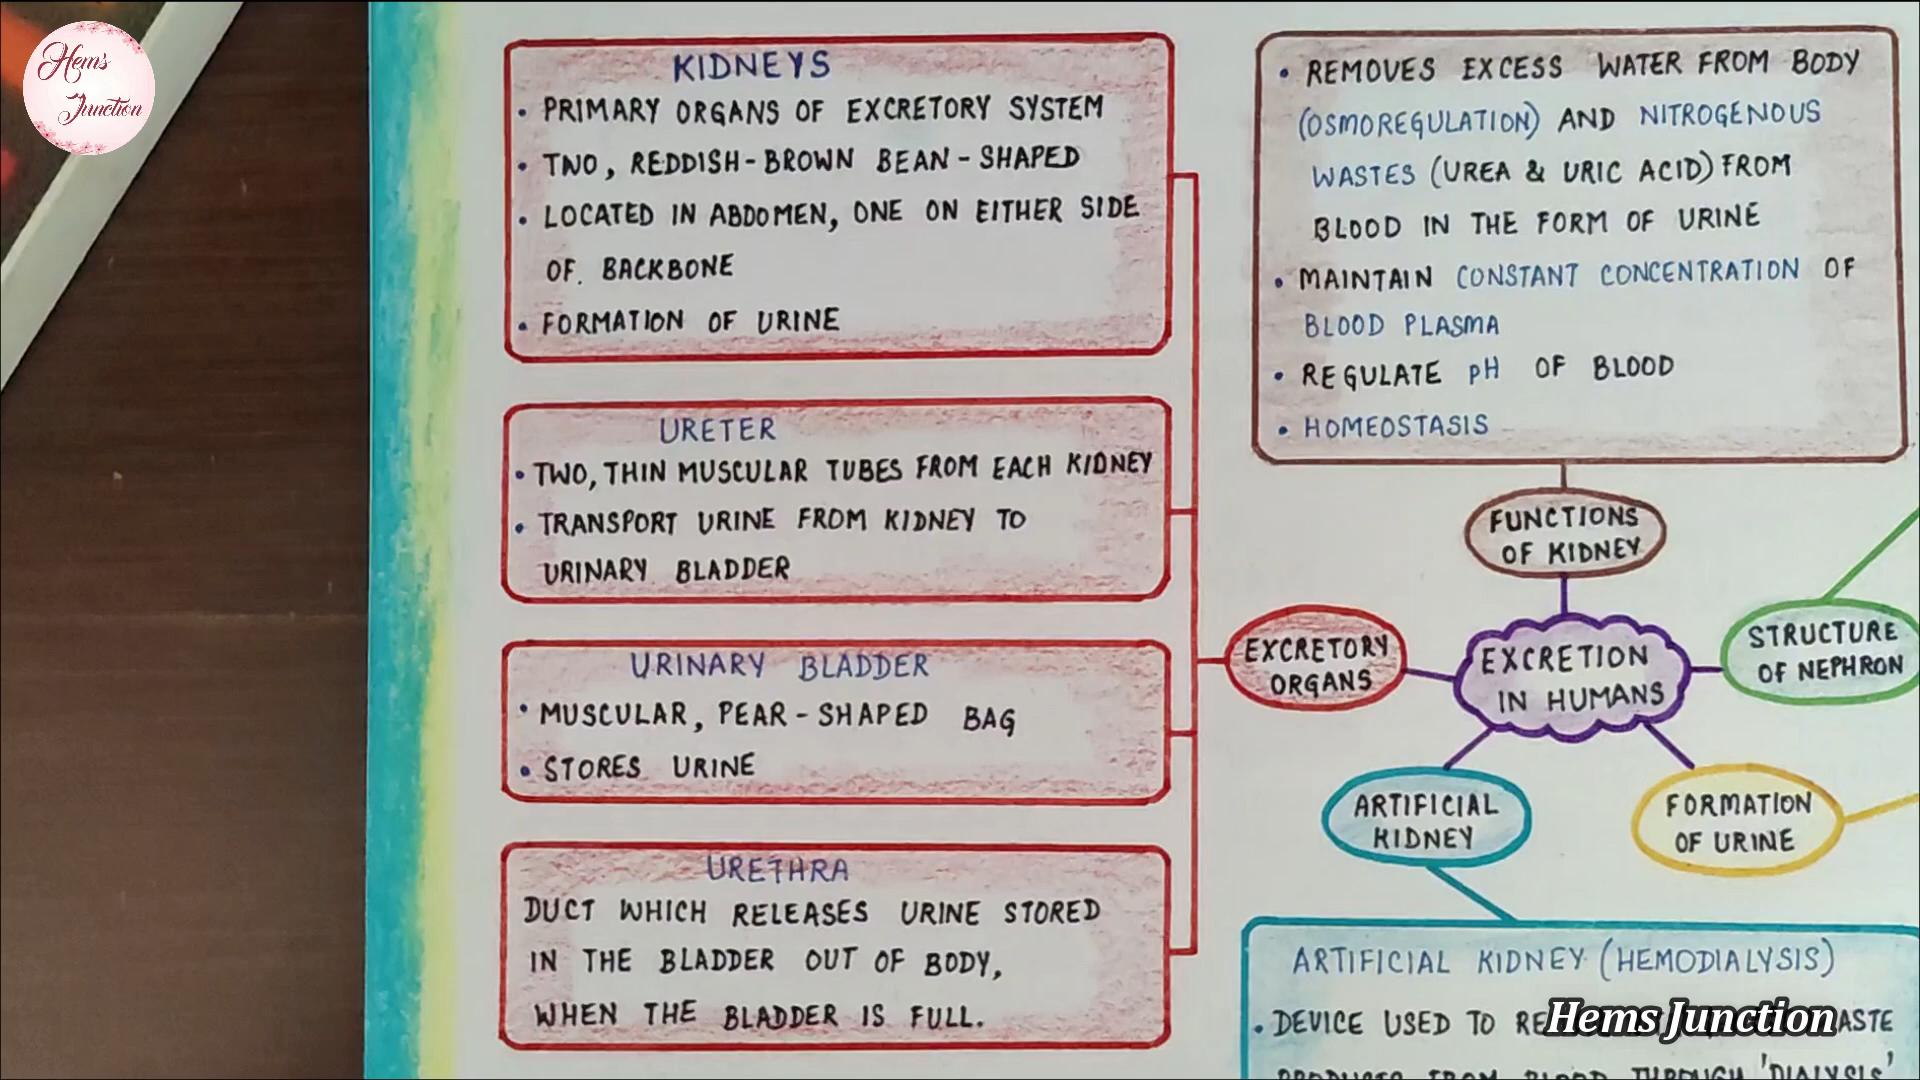 Hem's
Junction
KIDNEYS
• PRIMARY ORGANS OF EXCRETORY SYSTEM
• TWO, REDDISH-BROWN BEAN-SHAPED
• LOCATED IN ABDOMEN, ONE ON EITHER SIDE
OF. BACKBONE
• FORMATION OF URINE
URETER
• TWO, THIN MUSCULAR TUBES FROM EACH KIDNEY
• TRANSPORT URINE FROM KIDNEY TO
URINARY BLADDER
URINARY BLADDER
• MUSCULAR, PEAR-SHAPED BAG
• STORES URINE
URETHRA
DUCT WHICH RELEASES URINE STORED
IN THE BLADDER OUT OF BODY,
WHEN THE BLADDER IS FULL.
• REMOVES EXCESS WATER FROM BODY
(OSMOREGULATION) AND NITROGENOUS
WASTES (UREA & URIC ACID) FROM
BLOOD IN THE FORM OF URINE
• MAINTAIN CONSTANT CONCENTRATION OF
BLOOD PLASMA
• REGULATE pH OF BLOOD
• HOMEOSTASIS
FUNCTIONS
OF KIDNEY
EXCRETORY
ORGANS
EXCRETION
IN HUMANS
STRUCTURE
OF NEPHRON
ARTIFICIAL
KIDNEY
FORMATION
OF URINE
ARTIFICIAL KIDNEY (HEMODIALYSIS)
• DEVICE USED TO
Hems Junction
PRODUCTS FROM BLOOD THROUGH 'DIALYSIS'